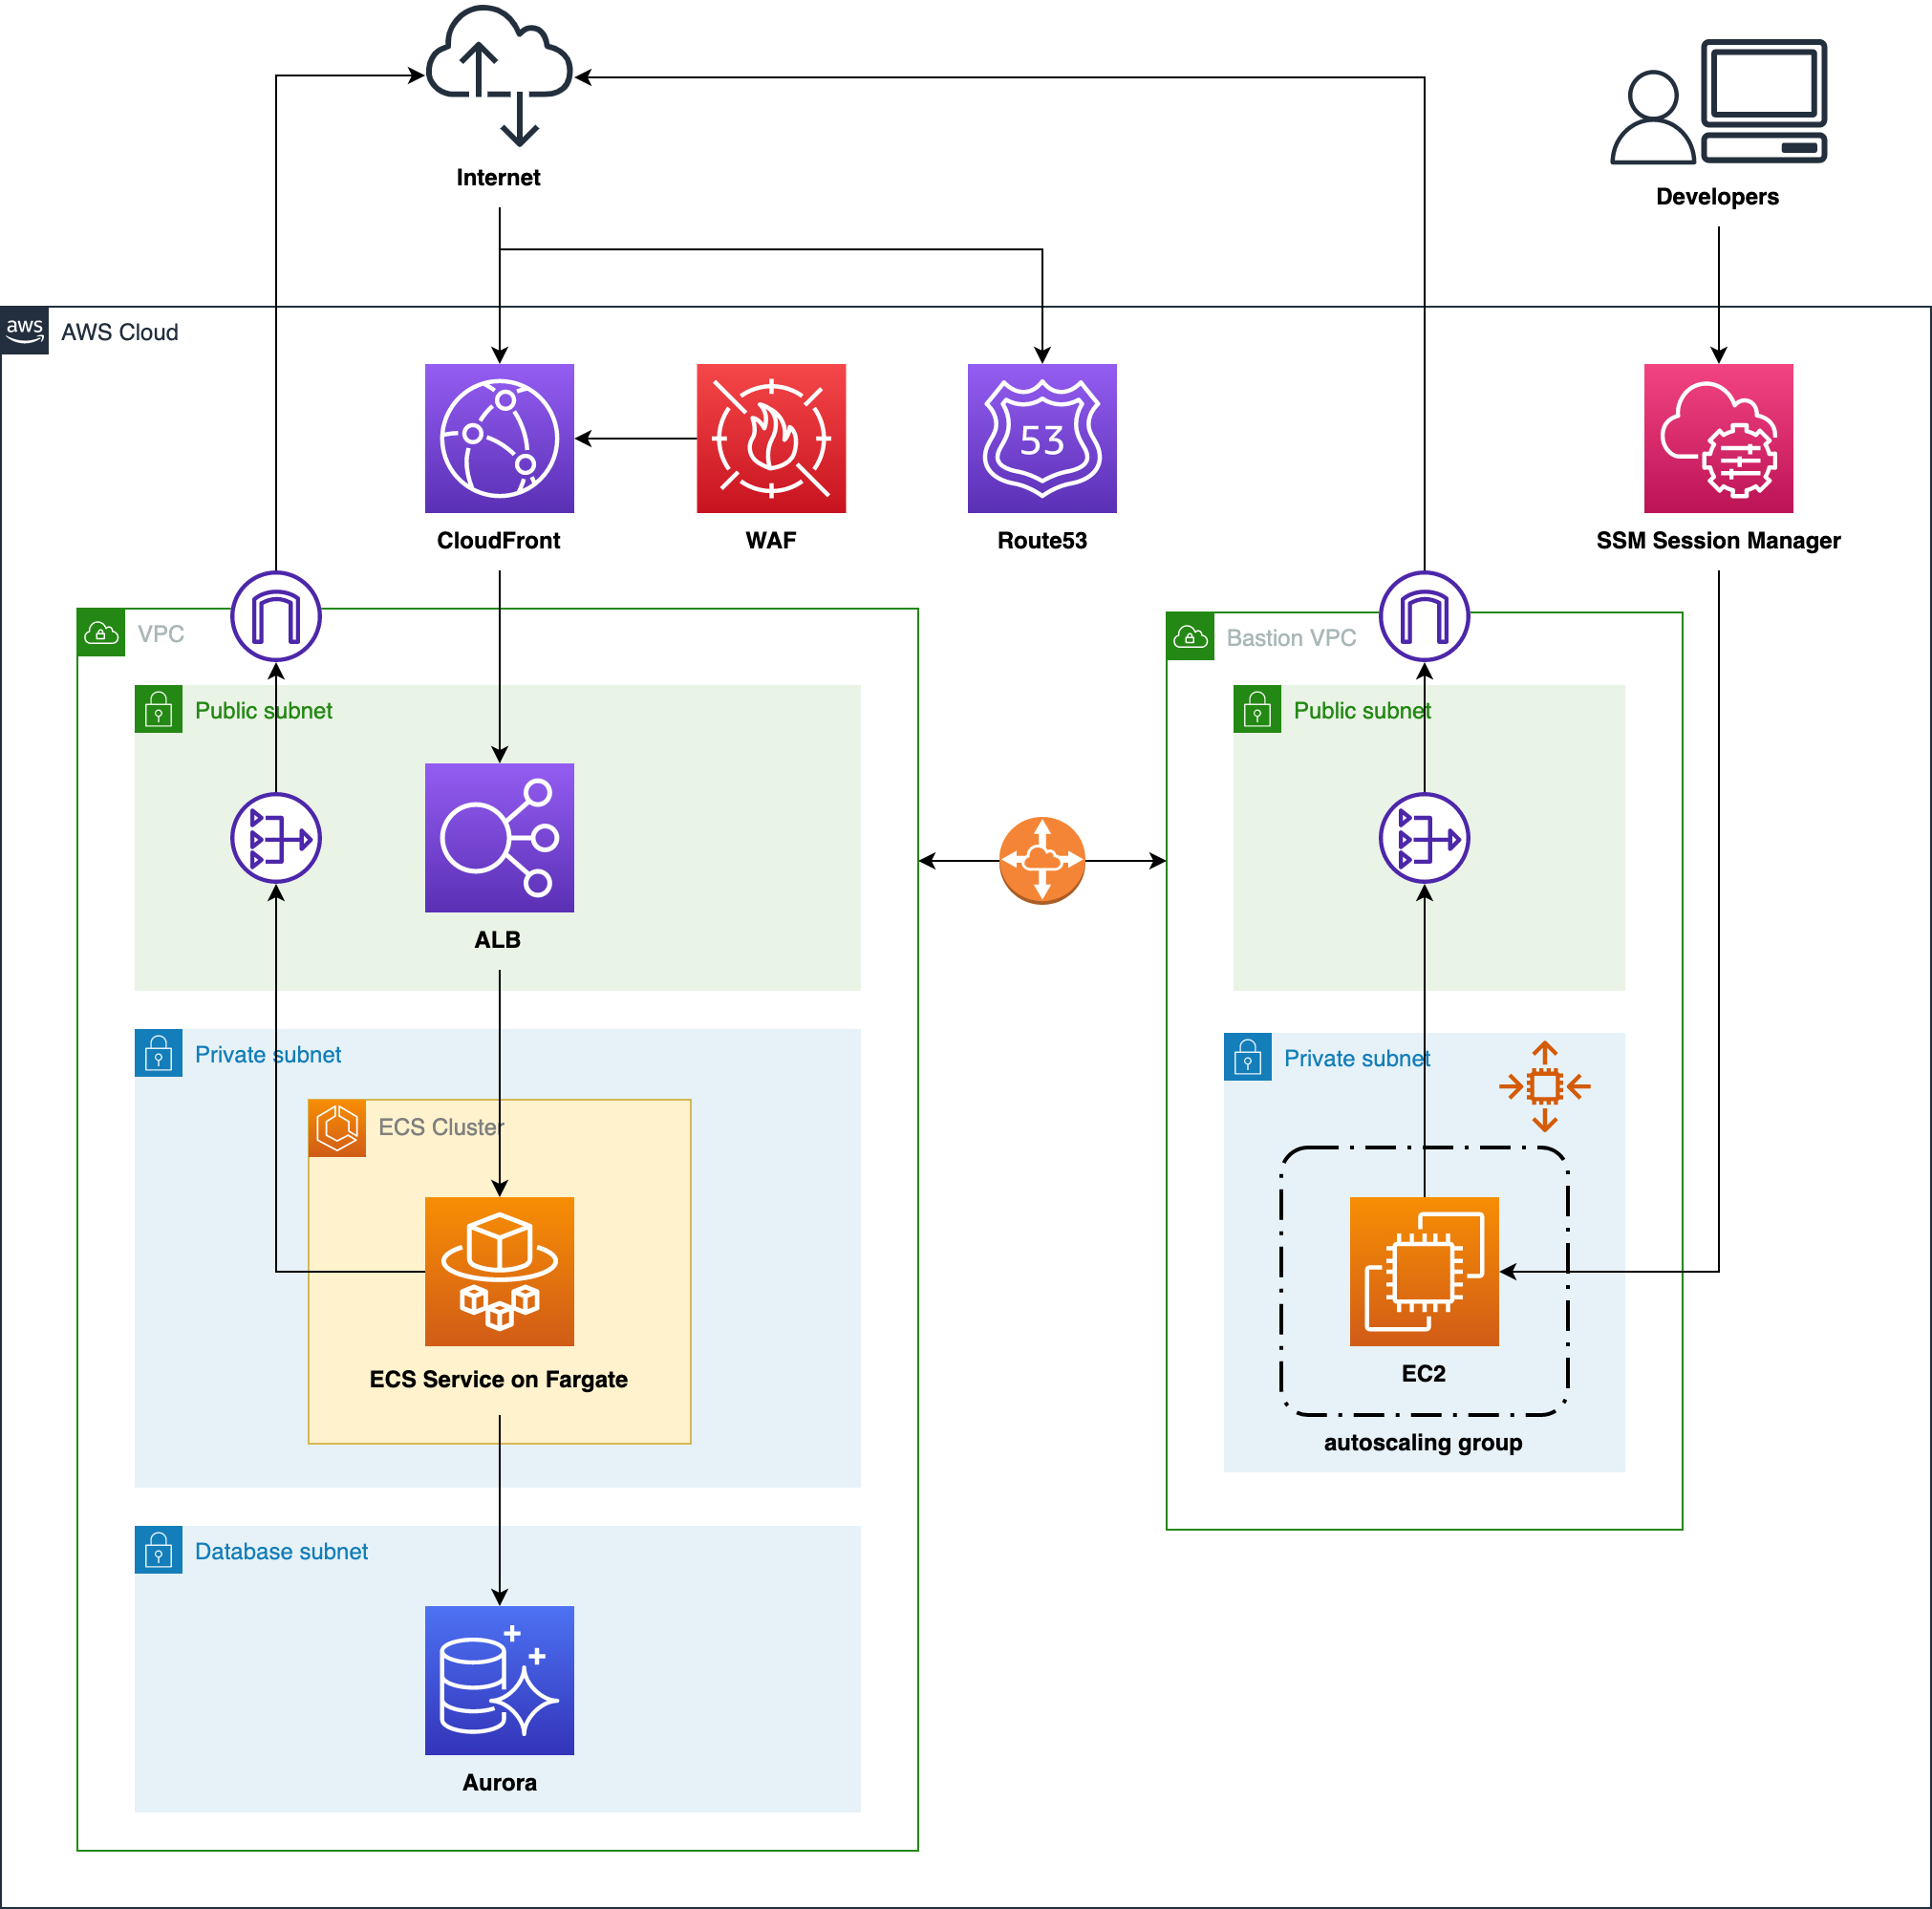 Internet
Developers
aws
AWS Cloud
53
CloudFront
WAF
Route53
SSM Session Manager
VPC
Bastion VPC
Public subnet
Public subnet
ALB
Private subnet
Private subnet
ECS Cluster
ECS Service on Fargate
EC2
autoscaling group
Database subnet
Aurora